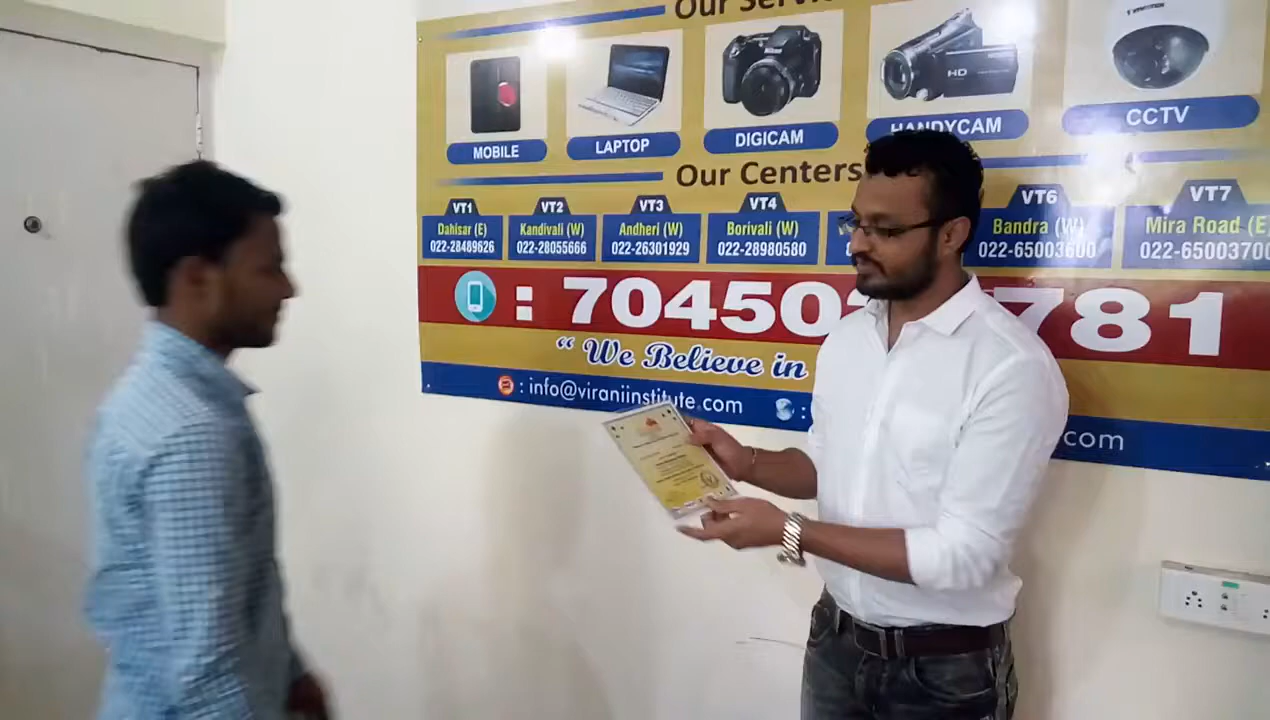 Our Servic
HD
MOBILE
LAPTOP
DIGICAM
HANDYCAM
CCTV
Our Centers
VT1
Dahisar (E)
022-28489626
VT2
Kandivali (W)
022-28055666
VT3
Andheri (W)
022-26301929
VT4
Borivali (W)
022-28980580
VT6
Bandra (W)
022-65003600
VT7
Mira Road (E)
022-65003700
: 70450 781
“ We Believe in
: info@viraniinstitute.com
: com